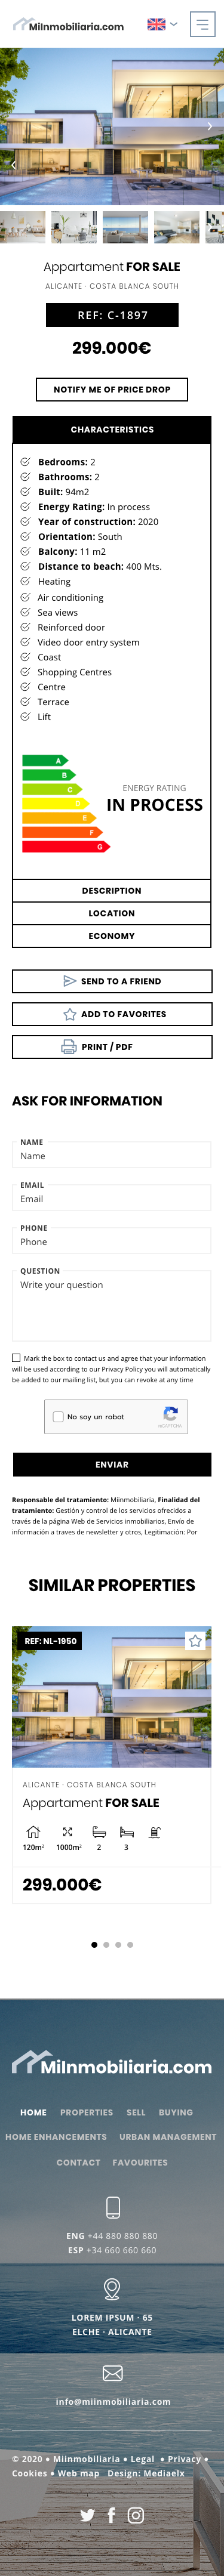 MiInmobiliaria.com
Appartament FOR SALE
ALICANTE · COSTA BLANCA SOUTH
REF: C-1897
299.000€
NOTIFY ME OF PRICE DROP
CHARACTERISTICS
Bedrooms: 2
Bathrooms: 2
Built: 94m2
Energy Rating: In process
Year of construction: 2020
Orientation: South
Balcony: 11 m2
Distance to beach: 400 Mts.
Heating
Air conditioning
Sea views
Reinforced door
Video door entry system
Coast
Shopping Centres
Centre
Terrace
Lift
A
B
C
D
E
F
G
ENERGY RATING
IN PROCESS
DESCRIPTION
LOCATION
ECONOMY
SEND TO A FRIEND
ADD TO FAVORITES
PRINT / PDF
ASK FOR INFORMATION
NAME
Name
EMAIL
Email
PHONE
Phone
QUESTION
Write your question
Mark the box to contact us and agree that your information
will be used according to our Privacy Policy you will automatically
be added to our mailing list, but you can revoke at any time
No soy un robot
reCAPTCHA
ENVIAR
Responsable del tratamiento: Miinmobiliaria, Finalidad del
tratamiento: Gestión y control de los servicios ofrecidos a
través de la página Web de Servicios inmobiliarios, Envío de
información a traves de newsletter y otros, Legitimación: Por
SIMILAR PROPERTIES
REF: NL-1950
ALICANTE · COSTA BLANCA SOUTH
Appartament FOR SALE
120m² 1000m² 2 3
299.000€
MiInmobiliaria.com
HOME PROPERTIES SELL BUYING
HOME ENHANCEMENTS URBAN MANAGEMENT
CONTACT FAVOURITES
ENG +44 880 880 880
ESP +34 660 660 660
LOREM IPSUM · 65
ELCHE · ALICANTE
info@miinmobiliaria.com
© 2020 • Miinmobiliaria • Legal • Privacy •
Cookies • Web map Design: Mediaelx